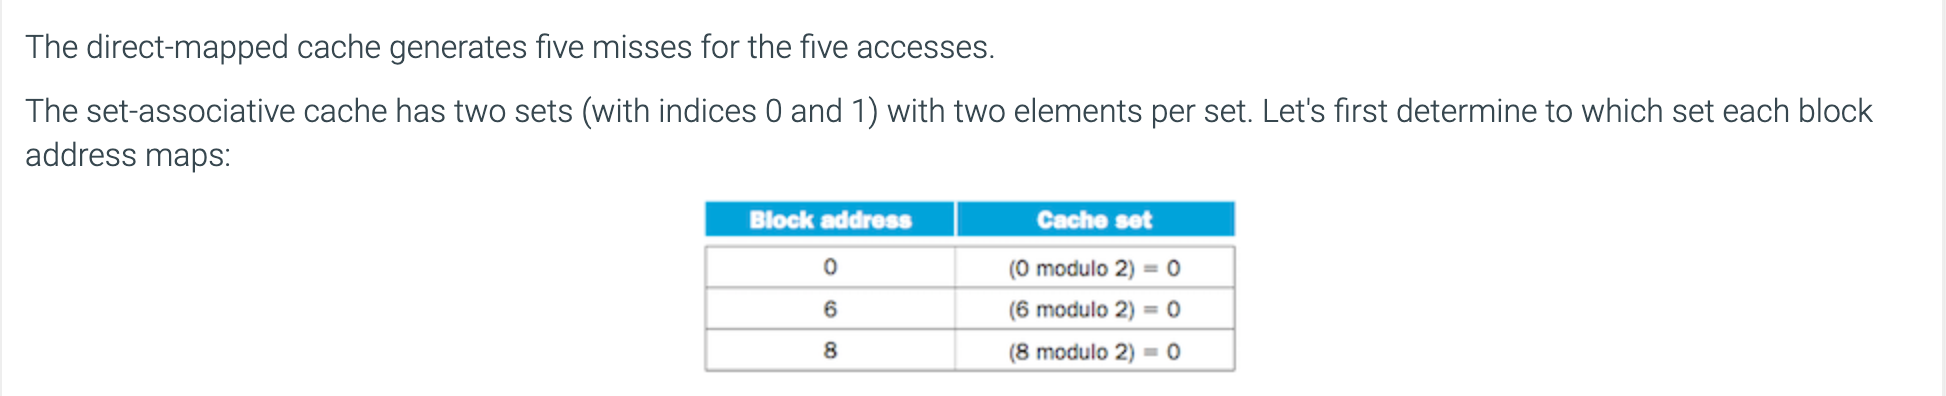 The direct-mapped cache generates five misses for the five accesses.
The set-associative cache has two sets (with indices 0 and 1) with two elements per set. Let's first determine to which set each block
address maps:
Block address Cache set
0 (0 modulo 2) = 0
6 (6 modulo 2) = 0
8 (8 modulo 2) = 0